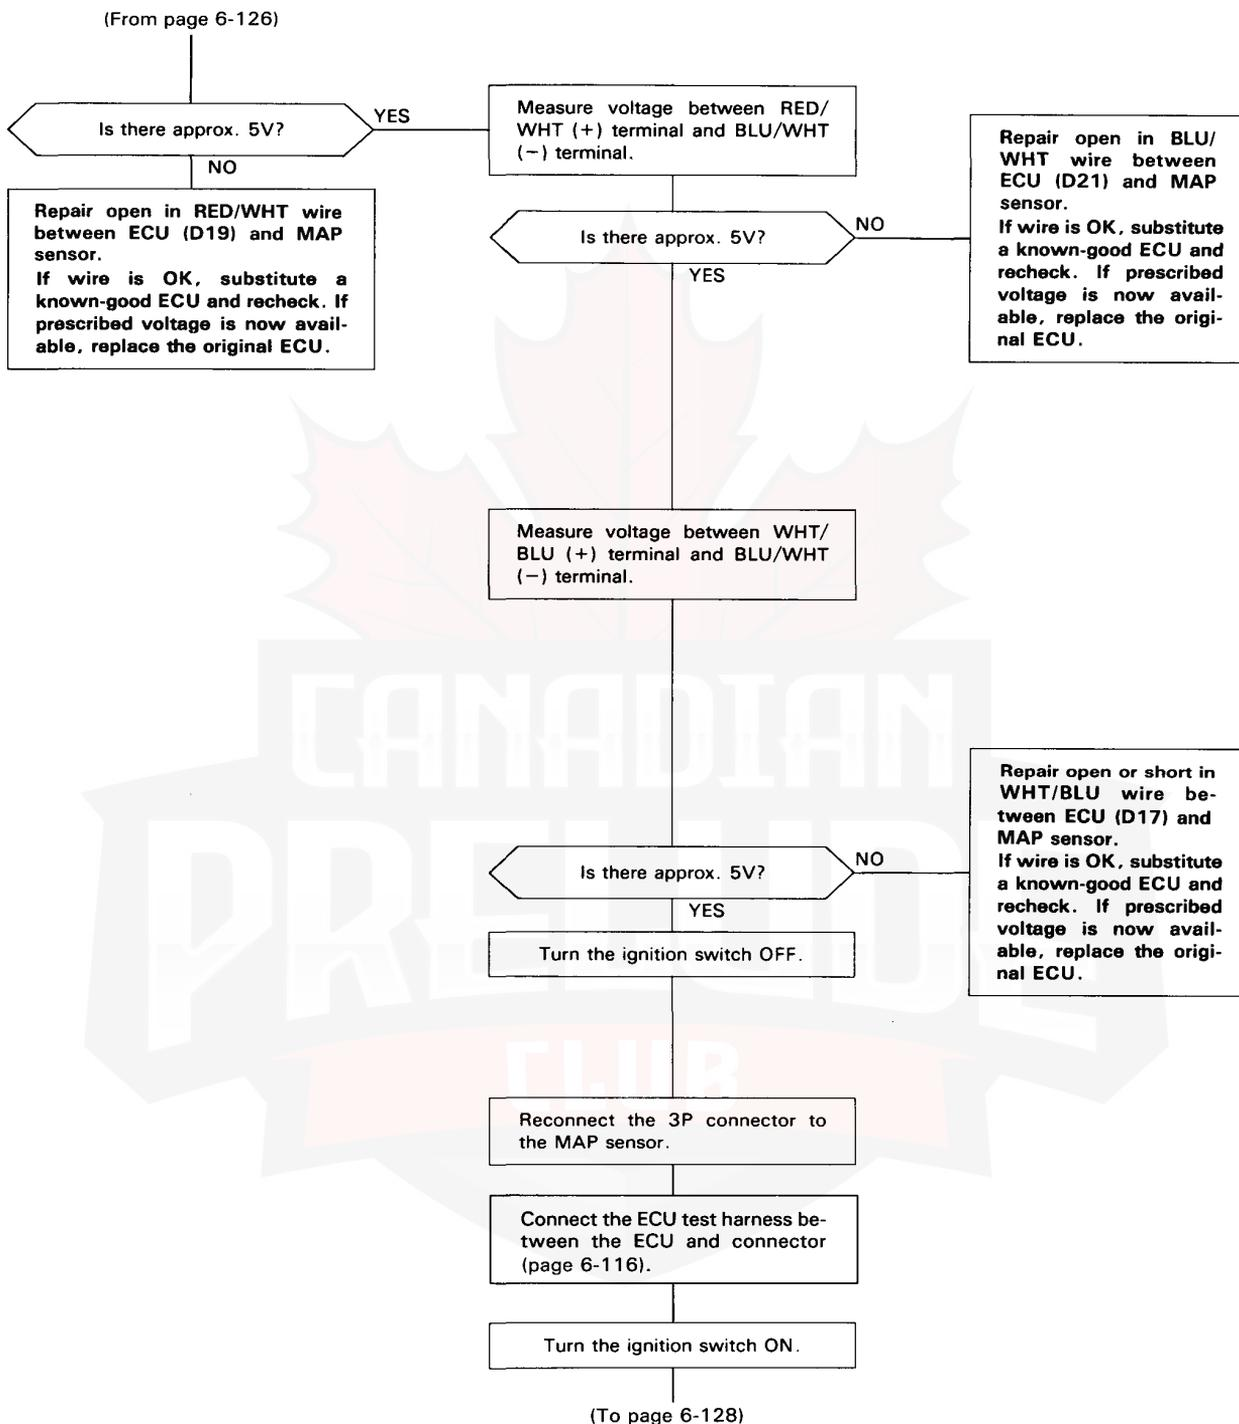 (From page 6-126)
Is there approx. 5V?
YES
NO
Repair open in RED/WHT wire
between ECU (D19) and MAP
sensor.
If wire is OK, substitute a
known-good ECU and recheck. If
prescribed voltage is now avail-
able, replace the original ECU.
Measure voltage between RED/
WHT (+) terminal and BLU/WHT
(−) terminal.
Is there approx. 5V?
NO
YES
Repair open in BLU/
WHT wire between
ECU (D21) and MAP
sensor.
If wire is OK, substitute
a known-good ECU and
recheck. If prescribed
voltage is now avail-
able, replace the origi-
nal ECU.
Measure voltage between WHT/
BLU (+) terminal and BLU/WHT
(−) terminal.
Is there approx. 5V?
NO
YES
Repair open or short in
WHT/BLU wire be-
tween ECU (D17) and
MAP sensor.
If wire is OK, substitute
a known-good ECU and
recheck. If prescribed
voltage is now avail-
able, replace the origi-
nal ECU.
Turn the ignition switch OFF.
Reconnect the 3P connector to
the MAP sensor.
Connect the ECU test harness be-
tween the ECU and connector
(page 6-116).
Turn the ignition switch ON.
(To page 6-128)
CANADIAN
PRELUDE
CLUB